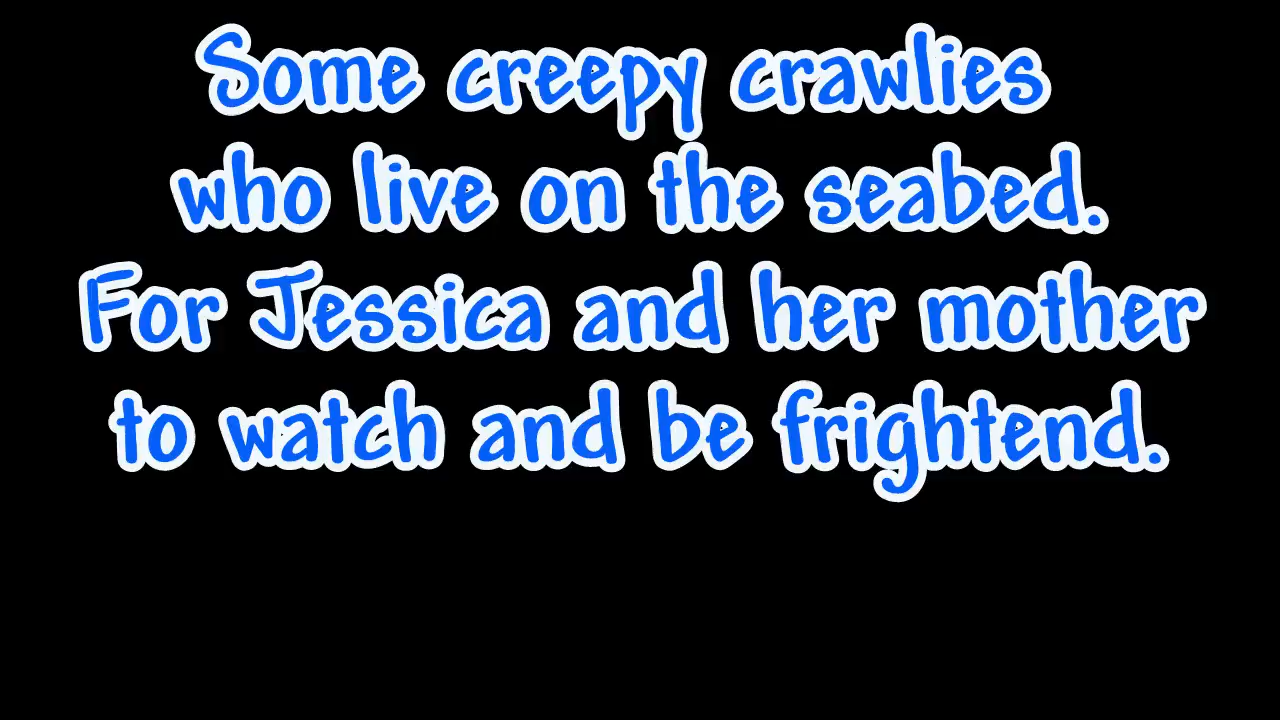 Some creepy crawlies
who live on the seabed.
For Jessica and her mother
to watch and be frightend.